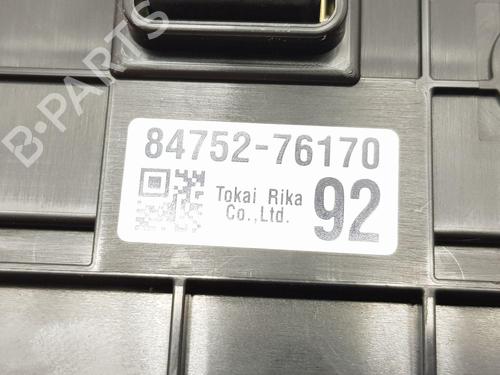 B-PARTS
84752-76170
Tokai Rika
Co.,Ltd.
92